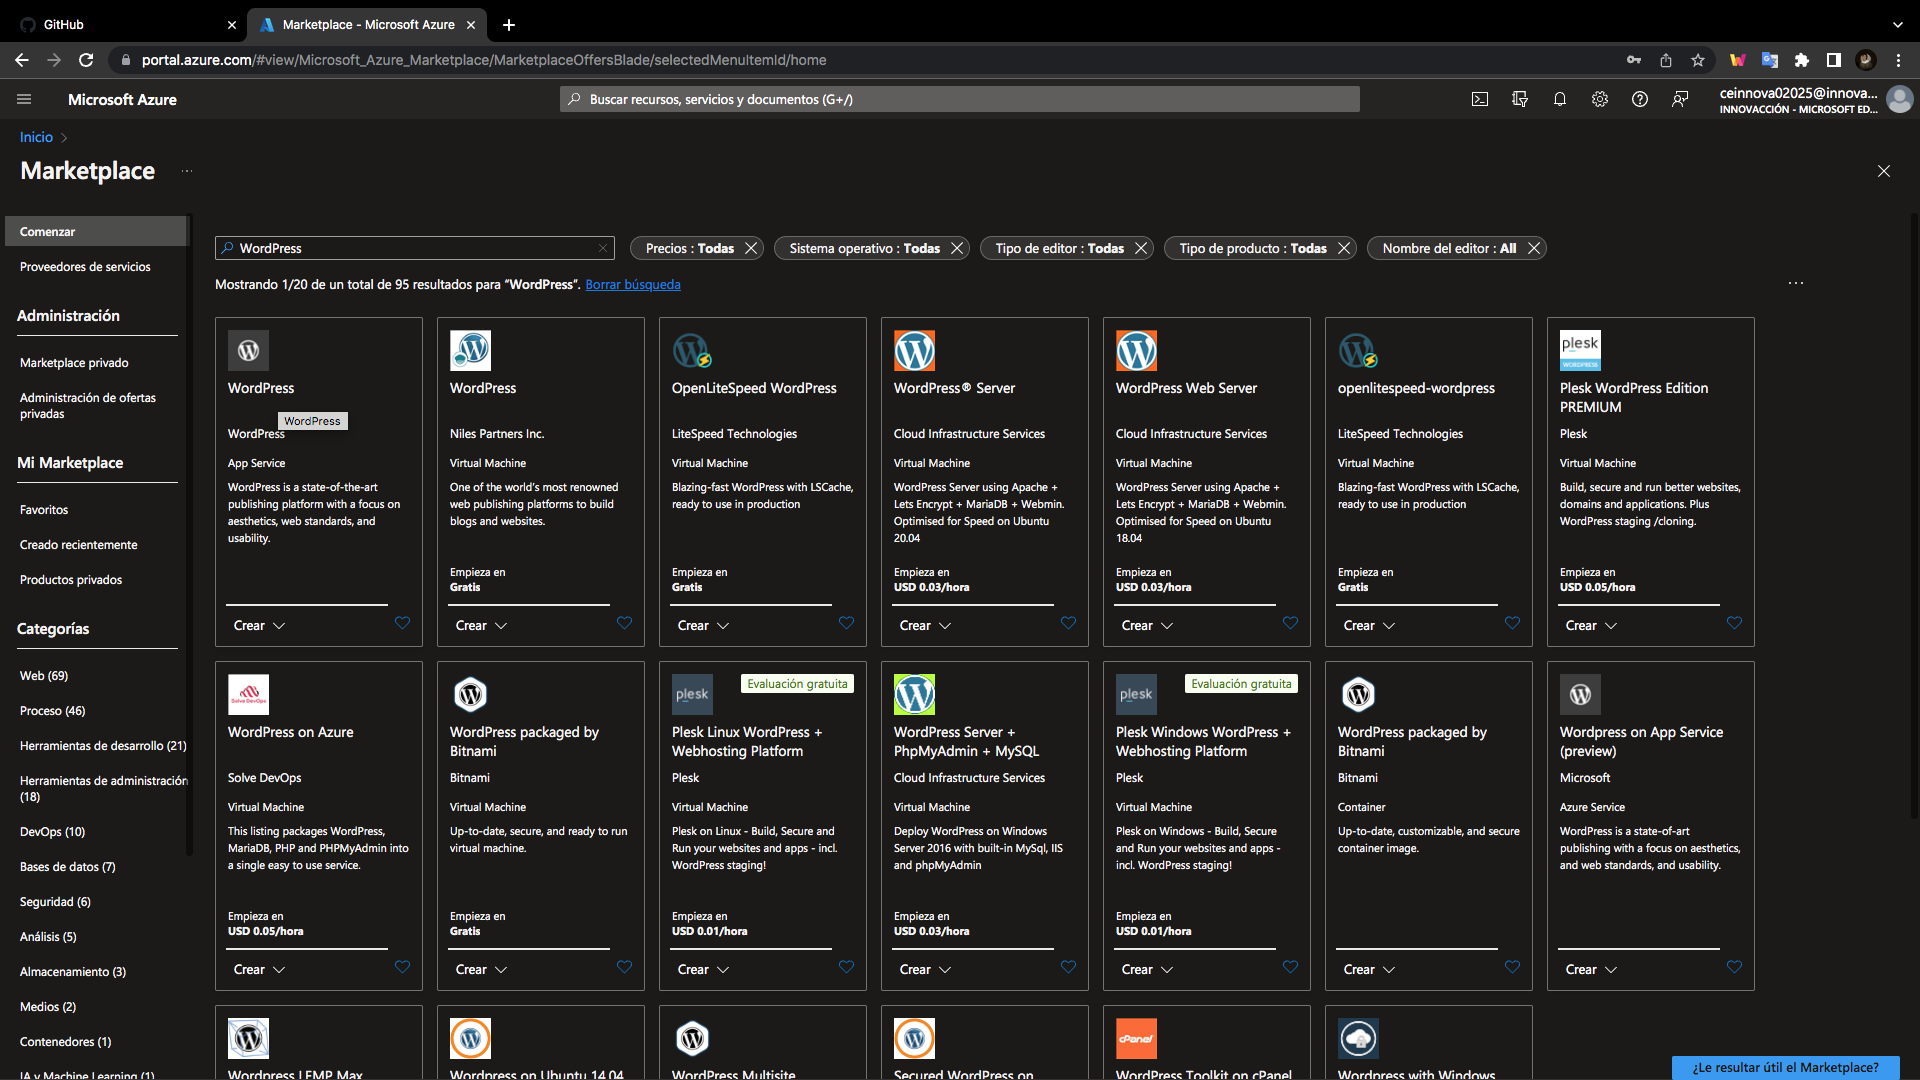 GitHub
Marketplace - Microsoft Azure
portal.azure.com/#view/Microsoft_Azure_Marketplace/MarketplaceOffersBlade/selectedMenuItemId/home
Microsoft Azure
Buscar recursos, servicios y documentos (G+/)
ceinnova02025@innova...
INNOVACCIÓN - MICROSOFT ED...
Inicio
Marketplace
Comenzar
Proveedores de servicios
Administración
Marketplace privado
Administración de ofertas
privadas
Mi Marketplace
Favoritos
Creado recientemente
Productos privados
Categorías
Web (69)
Proceso (46)
Herramientas de desarrollo (21)
Herramientas de administración
(18)
DevOps (10)
Bases de datos (7)
Seguridad (6)
Análisis (5)
Almacenamiento (3)
Medios (2)
Contenedores (1)
IA y Machine Learning (1)
WordPress
Precios : Todas
Sistema operativo : Todas
Tipo de editor : Todas
Tipo de producto : Todas
Nombre del editor : All
Mostrando 1/20 de un total de 95 resultados para "WordPress". Borrar búsqueda
WordPress
WordPress
WordPress
App Service
WordPress is a state-of-the-art
publishing platform with a focus on
aesthetics, web standards, and
usability.
Crear
WordPress
Niles Partners Inc.
Virtual Machine
One of the world's most renowned
web publishing platforms to build
blogs and websites.
Empieza en
Gratis
Crear
OpenLiteSpeed WordPress
LiteSpeed Technologies
Virtual Machine
Blazing-fast WordPress with LSCache,
ready to use in production
Empieza en
Gratis
Crear
WordPress® Server
Cloud Infrastructure Services
Virtual Machine
WordPress Server using Apache +
Lets Encrypt + MariaDB + Webmin.
Optimised for Speed on Ubuntu
20.04
Empieza en
USD 0.03/hora
Crear
WordPress Web Server
Cloud Infrastructure Services
Virtual Machine
WordPress Server using Apache +
Lets Encrypt + MariaDB + Webmin.
Optimised for Speed on Ubuntu
18.04
Empieza en
USD 0.03/hora
Crear
openlitespeed-wordpress
LiteSpeed Technologies
Virtual Machine
Blazing-fast WordPress with LSCache,
ready to use in production
Empieza en
Gratis
Crear
plesk
WORDPRESS
Plesk WordPress Edition
PREMIUM
Plesk
Virtual Machine
Build, secure and run better websites,
domains and applications. Plus
WordPress staging /cloning.
Empieza en
USD 0.05/hora
Crear
Solve DevOps
WordPress on Azure
Solve DevOps
Virtual Machine
This listing packages WordPress,
MariaDB, PHP and PHPMyAdmin into
a single easy to use service.
Empieza en
USD 0.05/hora
Crear
WordPress packaged by
Bitnami
Bitnami
Virtual Machine
Up-to-date, secure, and ready to run
virtual machine.
Empieza en
Gratis
Crear
plesk
Evaluación gratuita
Plesk Linux WordPress +
Webhosting Platform
Plesk
Virtual Machine
Plesk on Linux - Build, Secure and
Run your websites and apps - incl.
WordPress staging!
Empieza en
USD 0.01/hora
Crear
WordPress Server +
PhpMyAdmin + MySQL
Cloud Infrastructure Services
Virtual Machine
Deploy WordPress on Windows
Server 2016 with built-in MySql, IIS
and phpMyAdmin
Empieza en
USD 0.03/hora
Crear
plesk
Evaluación gratuita
Plesk Windows WordPress +
Webhosting Platform
Plesk
Virtual Machine
Plesk on Windows - Build, Secure
and Run your websites and apps -
incl. WordPress staging!
Empieza en
USD 0.01/hora
Crear
WordPress packaged by
Bitnami
Bitnami
Container
Up-to-date, customizable, and secure
container image.
Crear
Wordpress on App Service
(preview)
Microsoft
Azure Service
WordPress is a state-of-art
publishing with a focus on aesthetics,
and web standards, and usability.
Crear
Wordpress LEMP Max
Wordpress on Ubuntu 14.04
WordPress Multisite
Secured WordPress on
cPanel
WordPress Toolkit on cPanel
Wordpress with Windows
¿Le resultar útil el Marketplace?